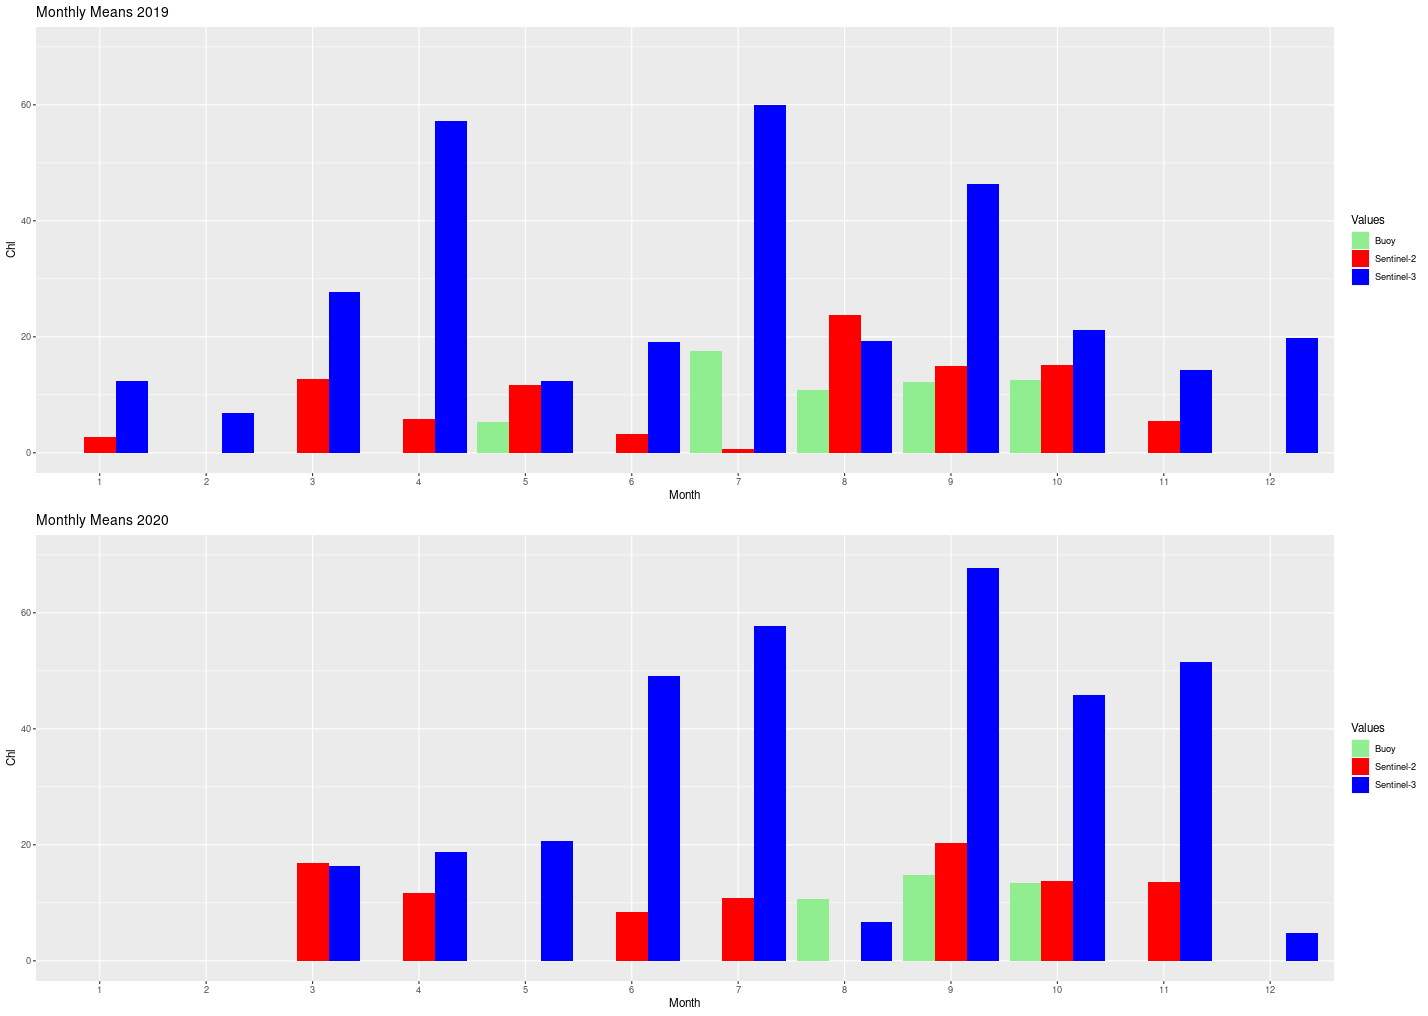 Monthly Means 2019
60
40
20
0
Chl
1 2 3 4 5 6 7 8 9 10 11 12
Month
Values
Buoy
Sentinel-2
Sentinel-3
Monthly Means 2020
60
40
20
0
Chl
1 2 3 4 5 6 7 8 9 10 11 12
Month
Values
Buoy
Sentinel-2
Sentinel-3